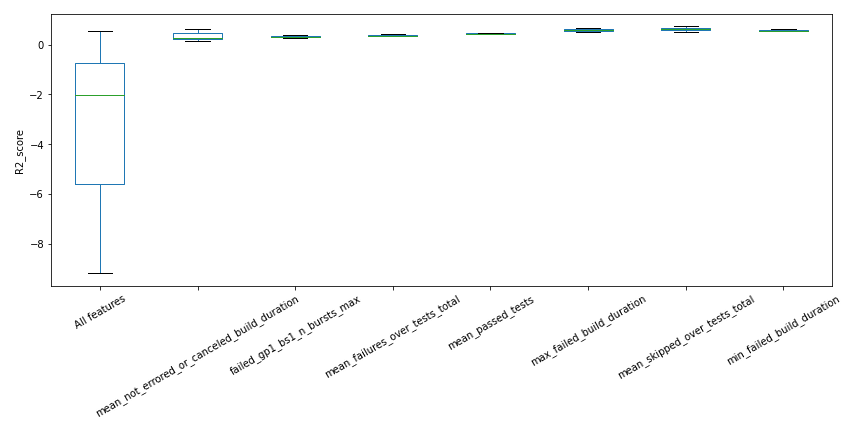 0
−2
−4
−6
−8
R2_score
All features
mean_not_errored_or_canceled_build_duration
failed_gp1_bs1_n_bursts_max
mean_failures_over_tests_total
mean_passed_tests
max_failed_build_duration
mean_skipped_over_tests_total
min_failed_build_duration